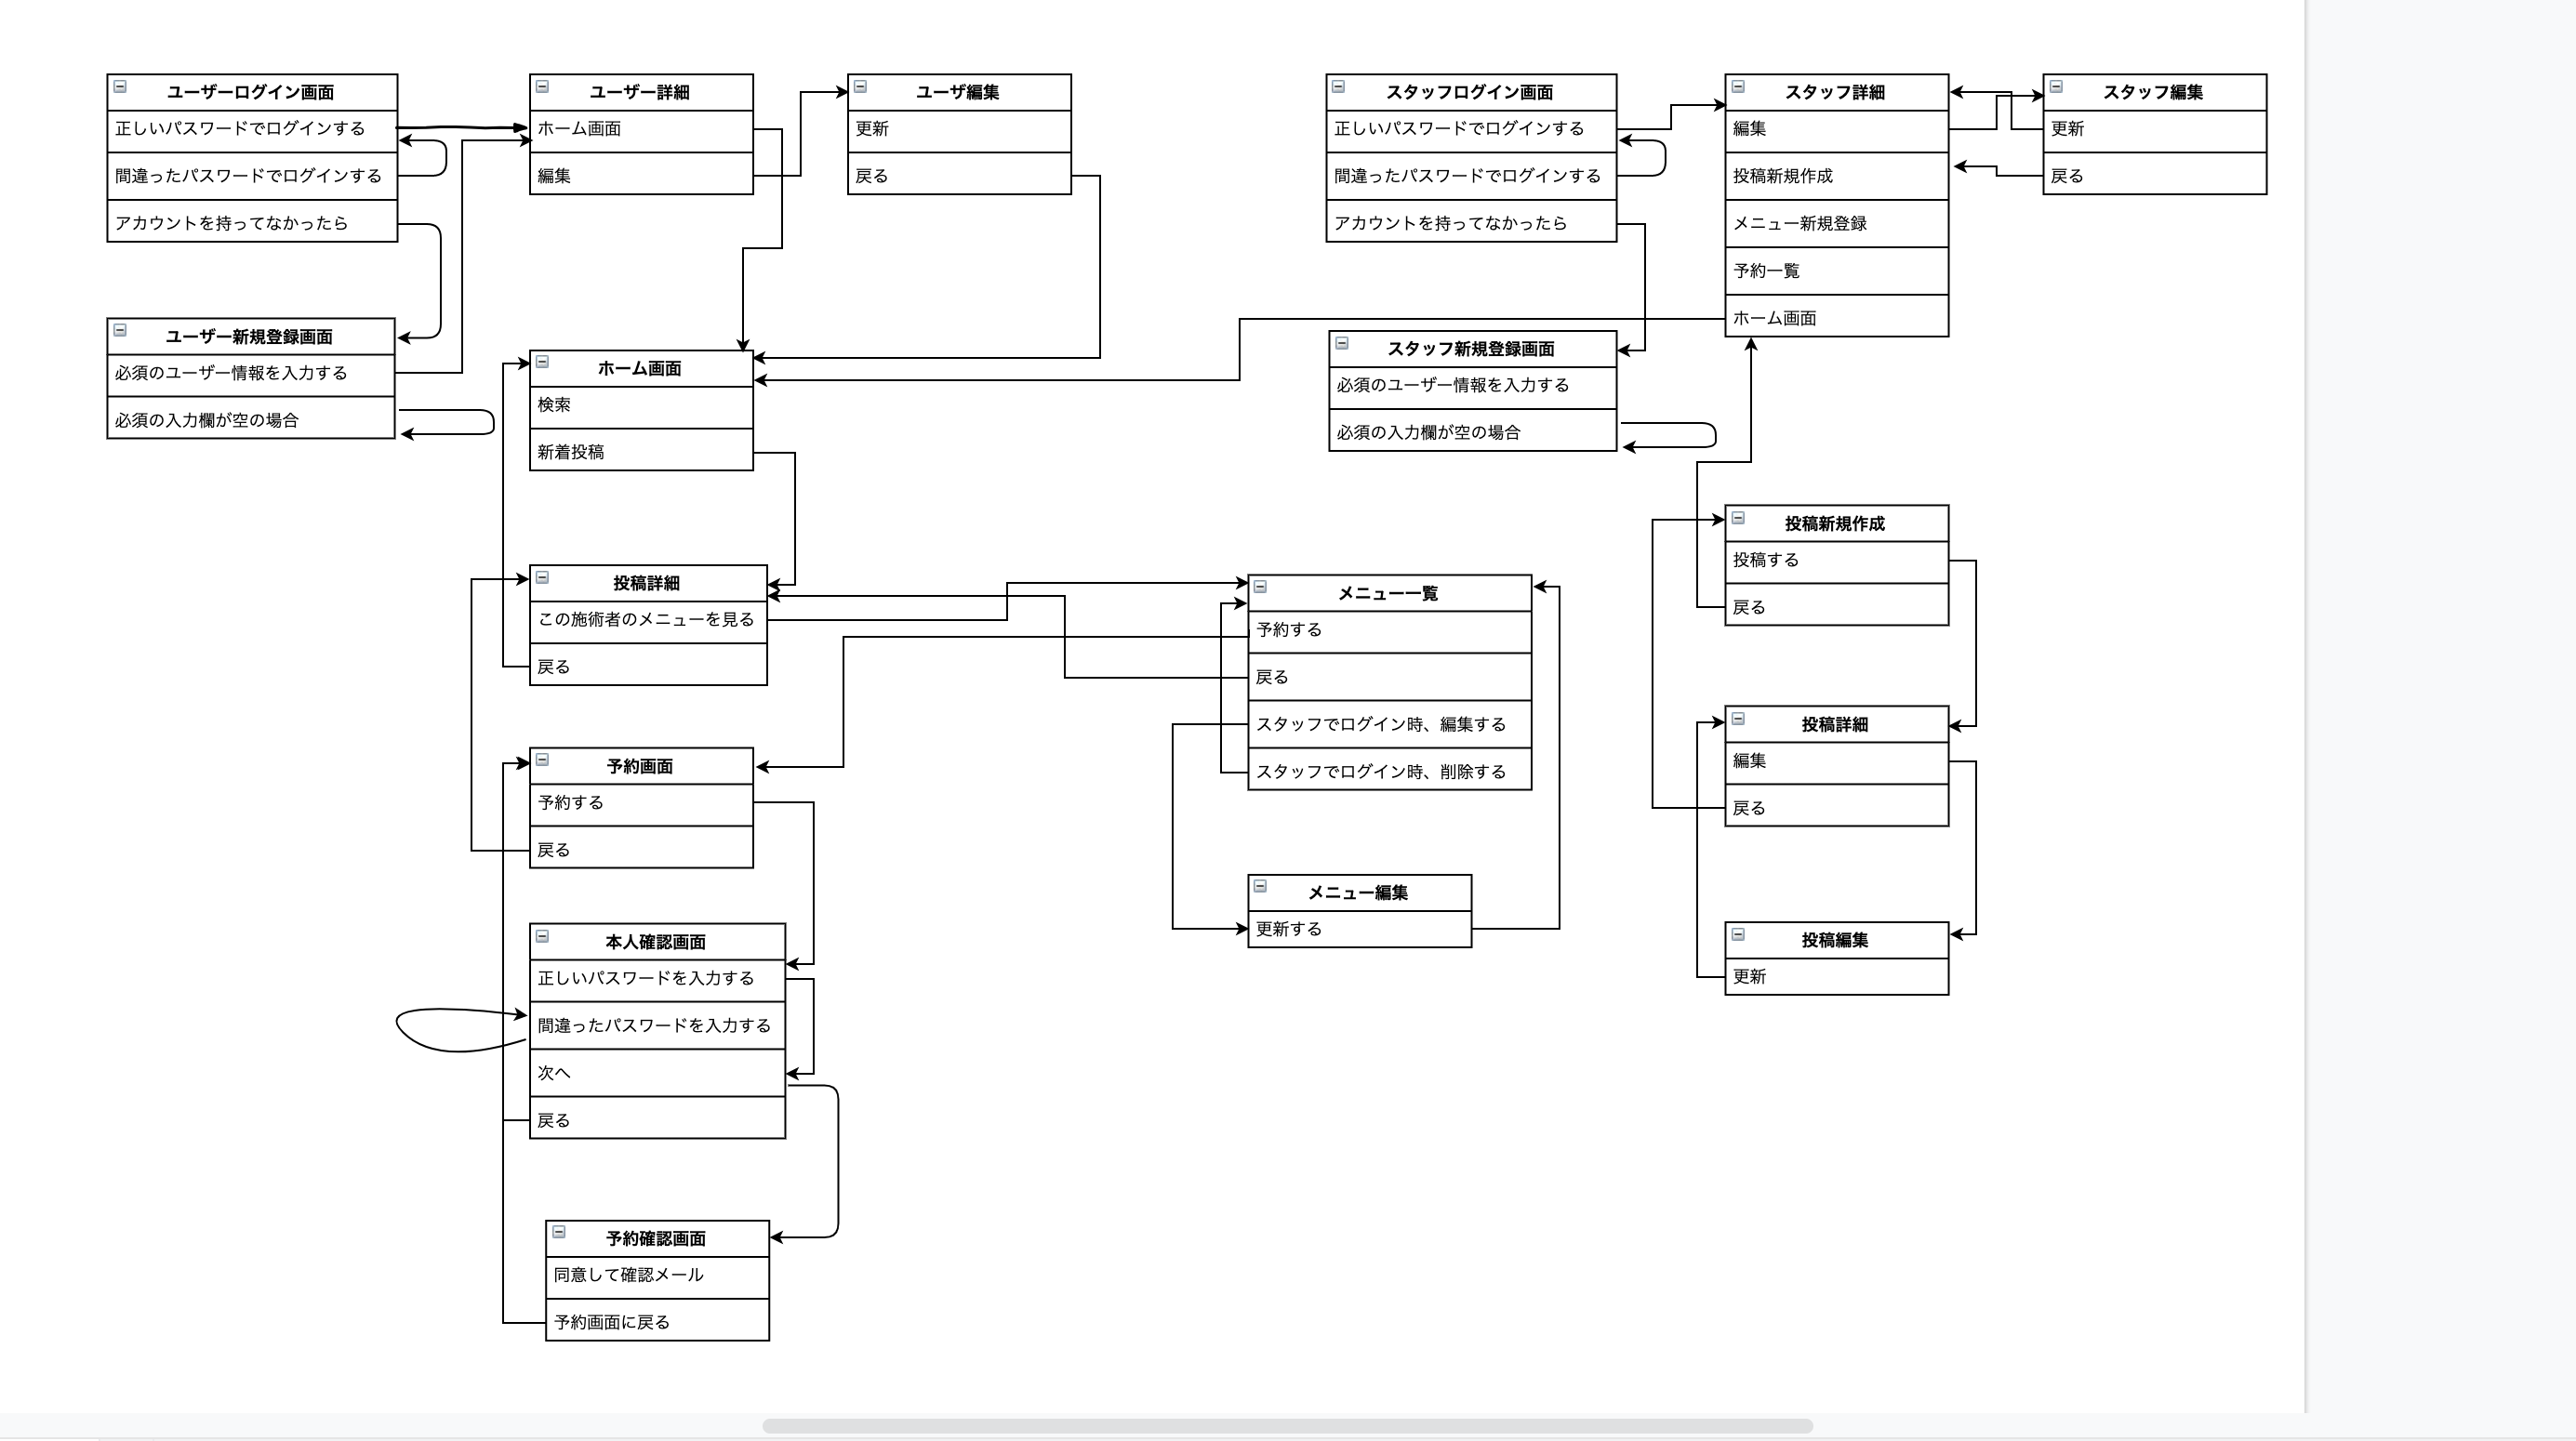 ユーザーログイン画面
正しいパスワードでログインする
間違ったパスワードでログインする
アカウントを持ってなかったら
ユーザー詳細
ホーム画面
編集
ユーザ編集
更新
戻る
スタッフログイン画面
正しいパスワードでログインする
間違ったパスワードでログインする
アカウントを持ってなかったら
スタッフ詳細
編集
投稿新規作成
メニュー新規登録
予約一覧
ホーム画面
スタッフ編集
更新
戻る
ユーザー新規登録画面
必須のユーザー情報を入力する
必須の入力欄が空の場合
ホーム画面
検索
新着投稿
スタッフ新規登録画面
必須のユーザー情報を入力する
必須の入力欄が空の場合
投稿詳細
この施術者のメニューを見る
戻る
メニュー一覧
予約する
戻る
スタッフでログイン時、編集する
スタッフでログイン時、削除する
投稿新規作成
投稿する
戻る
予約画面
予約する
戻る
投稿詳細
編集
戻る
本人確認画面
正しいパスワードを入力する
間違ったパスワードを入力する
次へ
戻る
メニュー編集
更新する
投稿編集
更新
予約確認画面
同意して確認メール
予約画面に戻る